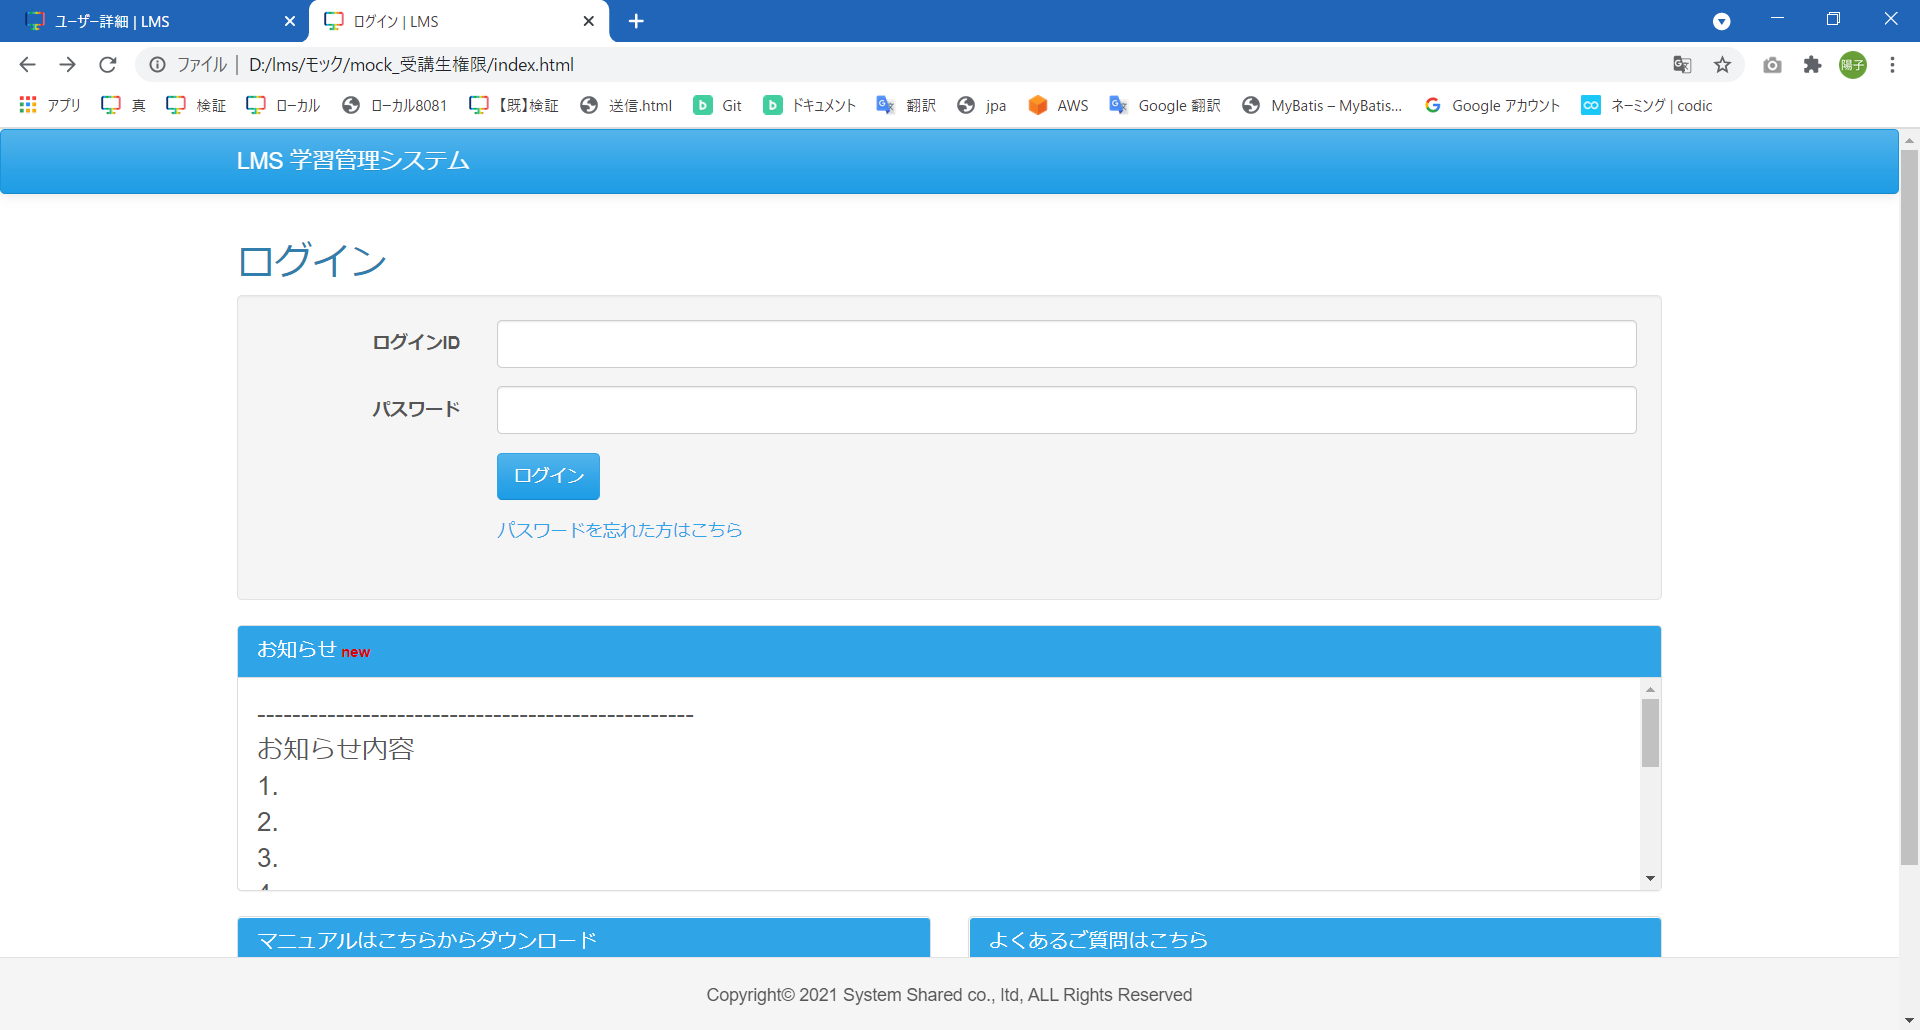 ユーザー詳細 | LMS
ログイン | LMS
ファイル | D:/lms/モック/mock_受講生権限/index.html
陽子
アプリ 真 検証 ローカル ローカル8081 【既】検証 送信.html Git ドキュメント 翻訳 jpa AWS Google 翻訳 MyBatis – MyBatis... Google アカウント ネーミング | codic
LMS 学習管理システム
ログイン
ログインID
パスワード
ログイン
パスワードを忘れた方はこちら
お知らせ new
--------------------------------------------------
お知らせ内容
1.
2.
3.
マニュアルはこちらからダウンロード
よくあるご質問はこちら
Copyright© 2021 System Shared co., ltd, ALL Rights Reserved